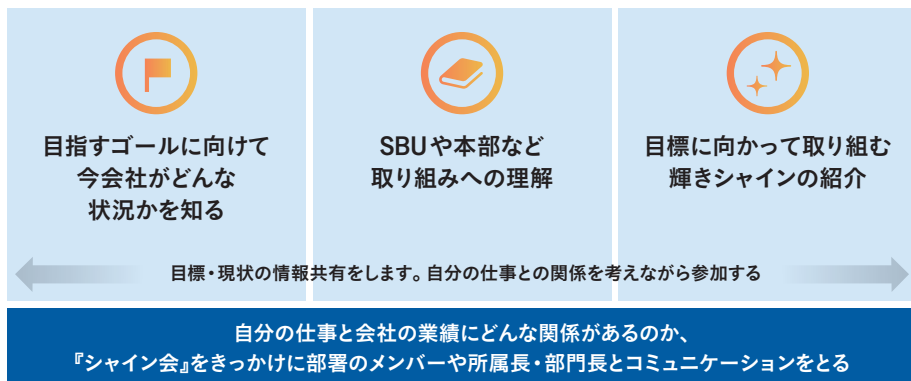 目指すゴールに向けて
今会社がどんな
状況かを知る
SBUや本部など
取り組みへの理解
目標に向かって取り組む
輝きシャインの紹介
目標・現状の情報共有をします。自分の仕事との関係を考えながら参加する
自分の仕事と会社の業績にどんな関係があるのか、
『シャイン会』をきっかけに部署のメンバーや所属長・部門長とコミュニケーションをとる